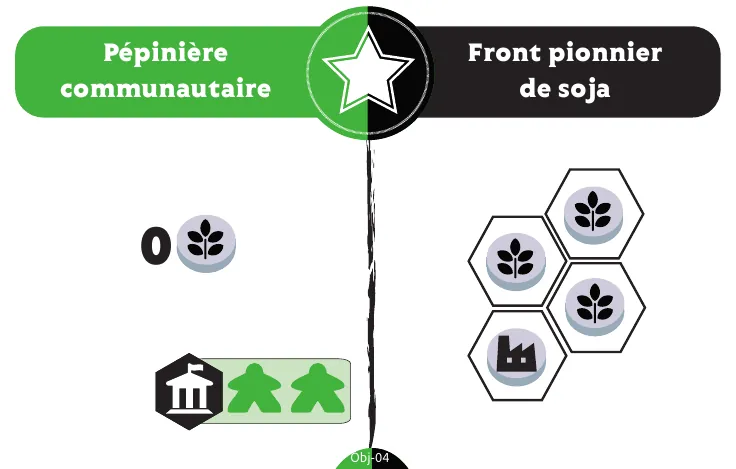 Pépinière
communautaire
Front pionnier
de soja
0
Obj-04